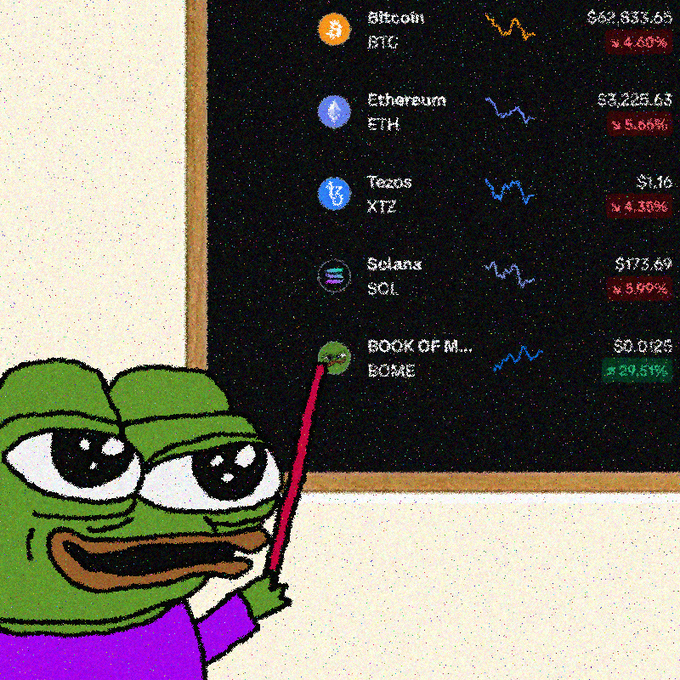 Bitcoin $62,833.65
BTC 4.60%
Ethereum $3,225.63
ETH 5.66%
Tezos $1.16
XTZ 4.35%
Solana $173.69
SOL 5.99%
BOOK OF M... $0.0125
BOME 29.51%